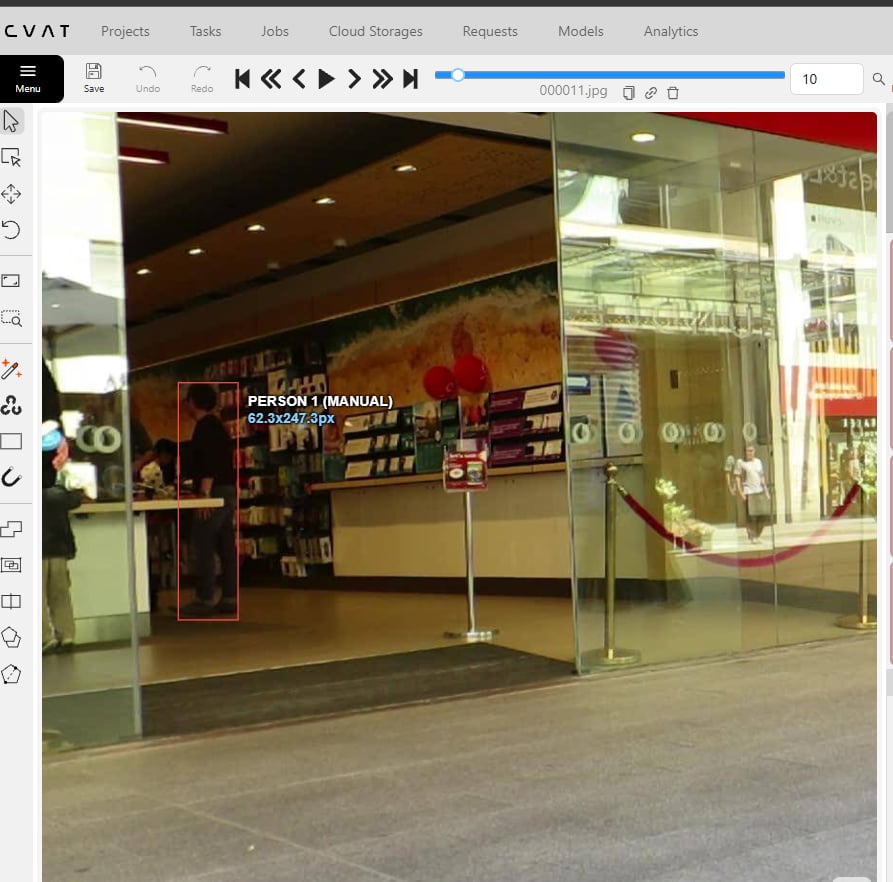 CVAT
Projects
Tasks
Jobs
Cloud Storages
Requests
Models
Analytics
Menu
Save
Undo
Redo
000011.jpg
10
PERSON 1 (MANUAL)
62.3x247.3px